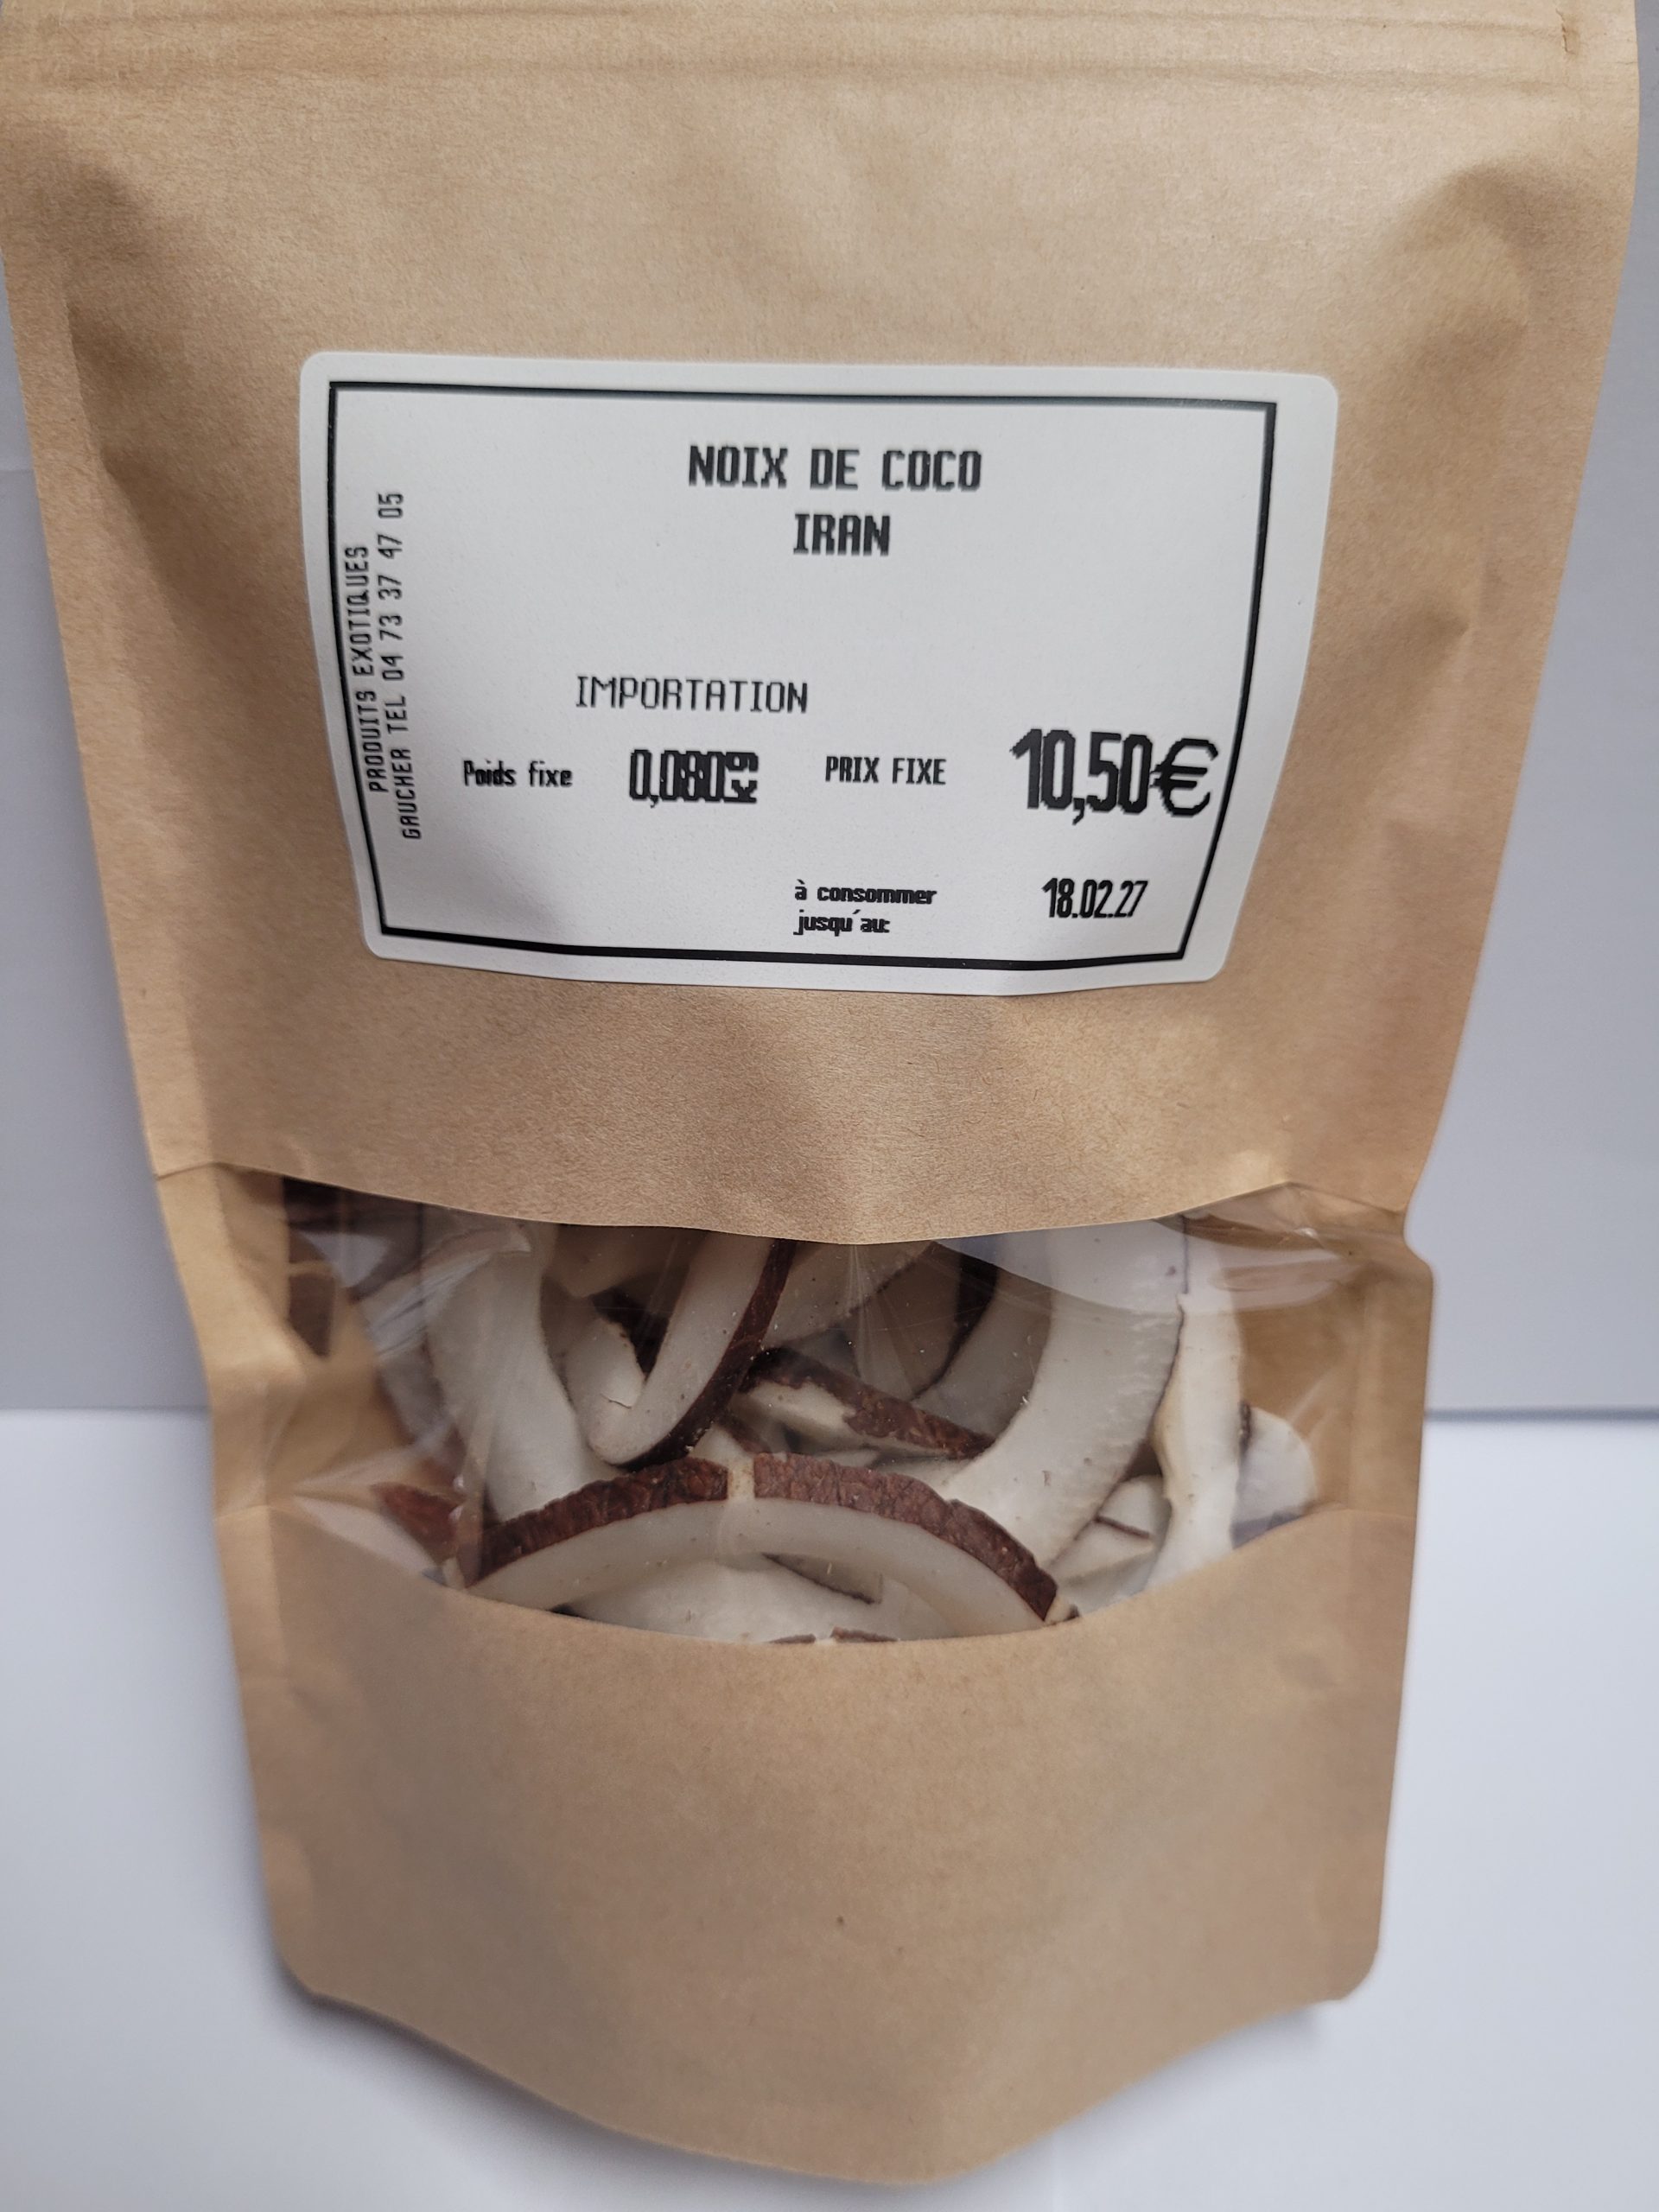 NOIX DE COCO
IRAN
PRODUITS EXOTIQUES
GAUCHER TEL 04 73 37 47 05
IMPORTATION
Poids fixe 0,080kg PRIX FIXE 10,50€
à consommer 18.02.27
jusqu'au: